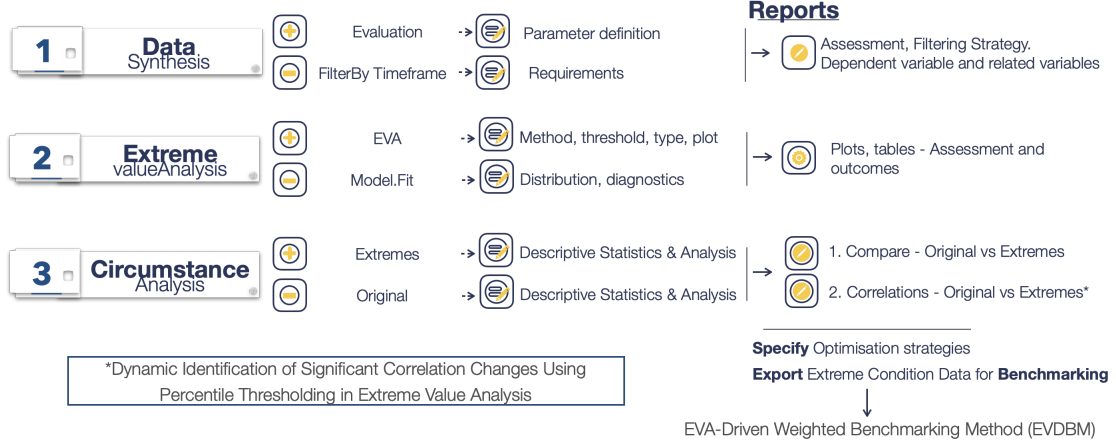 Reports
1
Data
Synthesis
Evaluation
Parameter definition
FilterBy Timeframe
Requirements
Assessment, Filtering Strategy.
Dependent variable and related variables
2
Extreme
valueAnalysis
EVA
Method, threshold, type, plot
Model.Fit
Distribution, diagnostics
Plots, tables - Assessment and
outcomes
3
Circumstance
Analysis
Extremes
Descriptive Statistics & Analysis
Original
Descriptive Statistics & Analysis
1. Compare - Original vs Extremes
2. Correlations - Original vs Extremes*
*Dynamic Identification of Significant Correlation Changes Using
Percentile Thresholding in Extreme Value Analysis
Specify Optimisation strategies
Export Extreme Condition Data for Benchmarking
EVA-Driven Weighted Benchmarking Method (EVDBM)